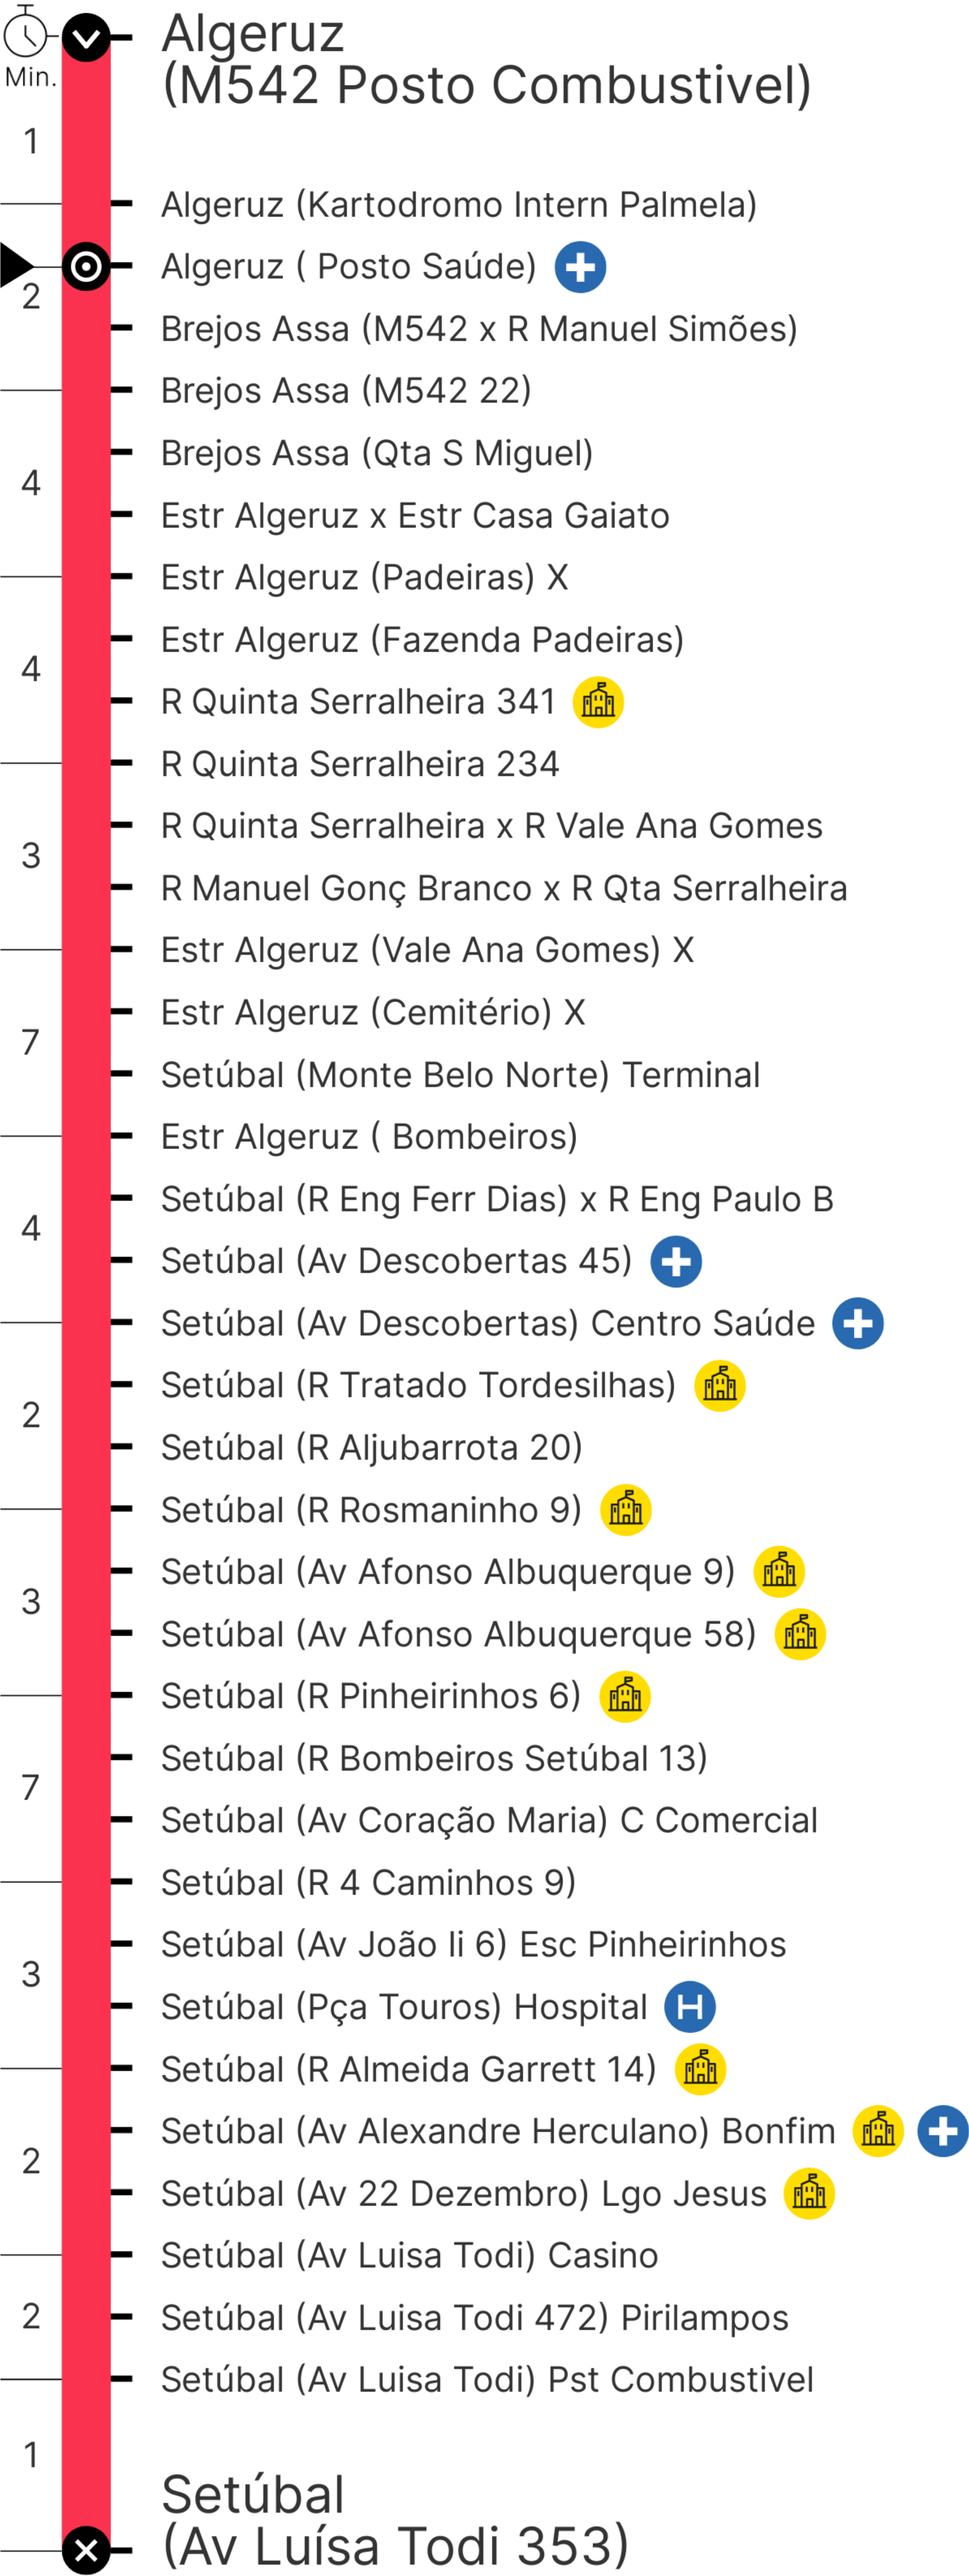 Algeruz
(M542 Posto Combustivel)
Min.
1
Algeruz (Kartodromo Intern Palmela)
Algeruz ( Posto Saúde)
2
Brejos Assa (M542 x R Manuel Simões)
Brejos Assa (M542 22)
Brejos Assa (Qta S Miguel)
4
Estr Algeruz x Estr Casa Gaiato
Estr Algeruz (Padeiras) X
Estr Algeruz (Fazenda Padeiras)
4
R Quinta Serralheira 341
R Quinta Serralheira 234
R Quinta Serralheira x R Vale Ana Gomes
3
R Manuel Gonç Branco x R Qta Serralheira
Estr Algeruz (Vale Ana Gomes) X
Estr Algeruz (Cemitério) X
7
Setúbal (Monte Belo Norte) Terminal
Estr Algeruz ( Bombeiros)
Setúbal (R Eng Ferr Dias) x R Eng Paulo B
4
Setúbal (Av Descobertas 45)
Setúbal (Av Descobertas) Centro Saúde
Setúbal (R Tratado Tordesilhas)
2
Setúbal (R Aljubarrota 20)
Setúbal (R Rosmaninho 9)
Setúbal (Av Afonso Albuquerque 9)
3
Setúbal (Av Afonso Albuquerque 58)
Setúbal (R Pinheirinhos 6)
Setúbal (R Bombeiros Setúbal 13)
7
Setúbal (Av Coração Maria) C Comercial
Setúbal (R 4 Caminhos 9)
Setúbal (Av João Ii 6) Esc Pinheirinhos
3
Setúbal (Pça Touros) Hospital H
Setúbal (R Almeida Garrett 14)
Setúbal (Av Alexandre Herculano) Bonfim
2
Setúbal (Av 22 Dezembro) Lgo Jesus
Setúbal (Av Luisa Todi) Casino
2
Setúbal (Av Luisa Todi 472) Pirilampos
Setúbal (Av Luisa Todi) Pst Combustivel
1
Setúbal
(Av Luísa Todi 353)